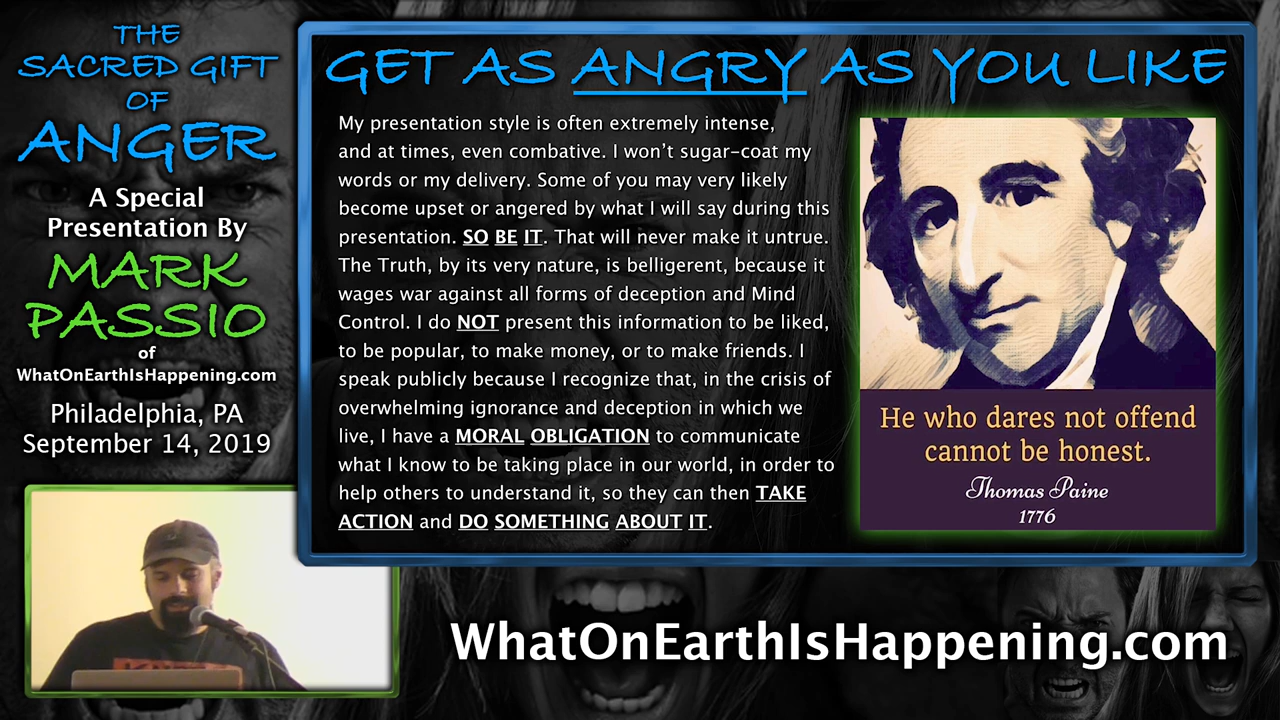 THE
SACRED GIFT
OF
ANGER
A Special
Presentation By
MARK
PASSIO
of
WhatOnEarthIsHappening.com
Philadelphia, PA
September 14, 2019
GET AS ANGRY AS YOU LIKE
My presentation style is often extremely intense,
and at times, even combative. I won’t sugar-coat my
words or my delivery. Some of you may very likely
become upset or angered by what I will say during this
presentation. SO BE IT. That will never make it untrue.
The Truth, by its very nature, is belligerent, because it
wages war against all forms of deception and Mind
Control. I do NOT present this information to be liked,
to be popular, to make money, or to make friends. I
speak publicly because I recognize that, in the crisis of
overwhelming ignorance and deception in which we
live, I have a MORAL OBLIGATION to communicate
what I know to be taking place in our world, in order to
help others to understand it, so they can then TAKE
ACTION and DO SOMETHING ABOUT IT.
He who dares not offend
cannot be honest.
Thomas Paine
1776
WhatOnEarthIsHappening.com